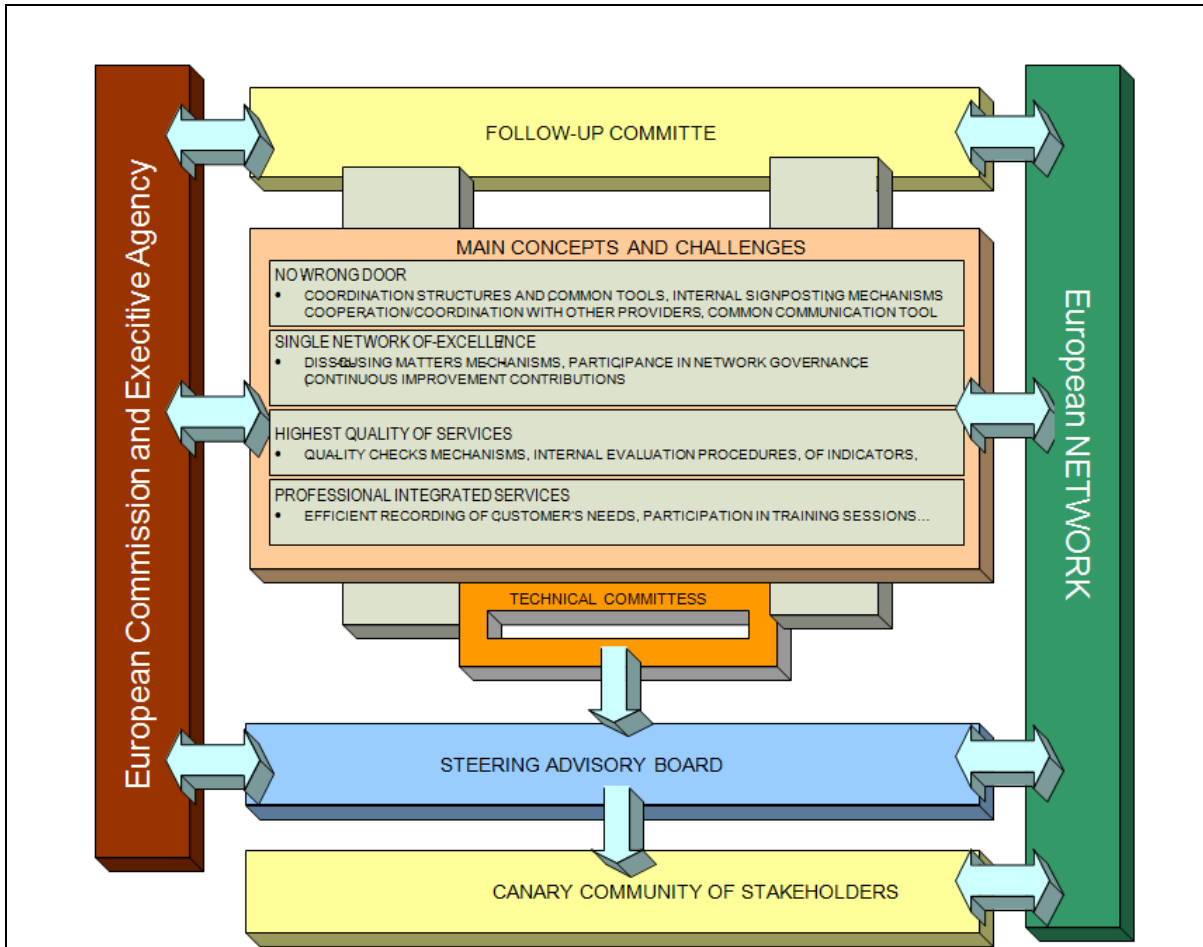 FOLLOW-UP COMMITTE
European Commission and Execitive Agency
European NETWORK
MAIN CONCEPTS AND CHALLENGES
NO WRONG DOOR
• COORDINATION STRUCTURES AND COMMON TOOLS, INTERNAL SIGNPOSTING MECHANISMS
COOPERATION/COORDINATION WITH OTHER PROVIDERS, COMMON COMMUNICATION TOOL
SINGLE NETWORK OF-EXCELLENCE
• MATTERS MECHANISMS, PARTICIPANCE IN NETWORK GOVERNANCE
CONTINUOUS IMPROVEMENT CONTRIBUTIONS
HIGHEST QUALITY OF SERVICES
• QUALITY CHECKS MECHANISMS, INTERNAL EVALUATION PROCEDURES, OF INDICATORS,
PROFESSIONAL INTEGRATED SERVICES
• EFFICIENT RECORDING OF CUSTOMER'S NEEDS, PARTICIPATION IN TRAINING SESSIONS...
TECHNICAL COMMITTESS
STEERING ADVISORY BOARD
CANARY COMMUNITY OF STAKEHOLDERS